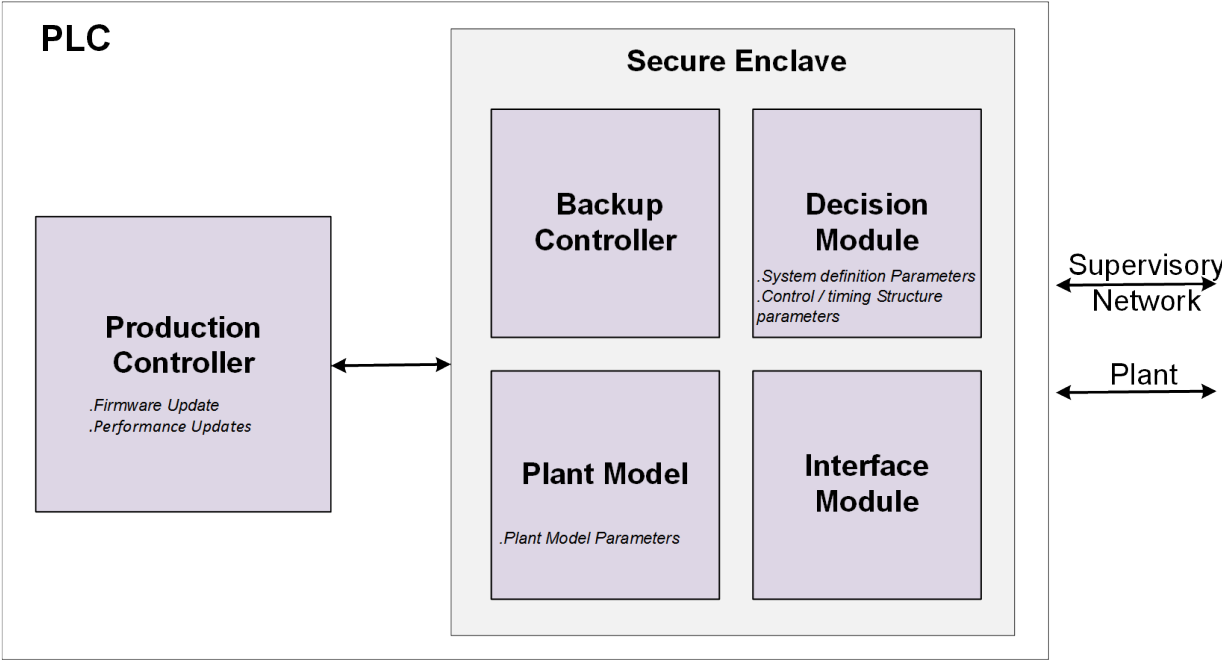 PLC
Secure Enclave
Backup
Controller
Decision
Module
.System definition Parameters
.Control / timing Structure
parameters
Production
Controller
.Firmware Update
.Performance Updates
Plant Model
.Plant Model Parameters
Interface
Module
Supervisory
Network
Plant